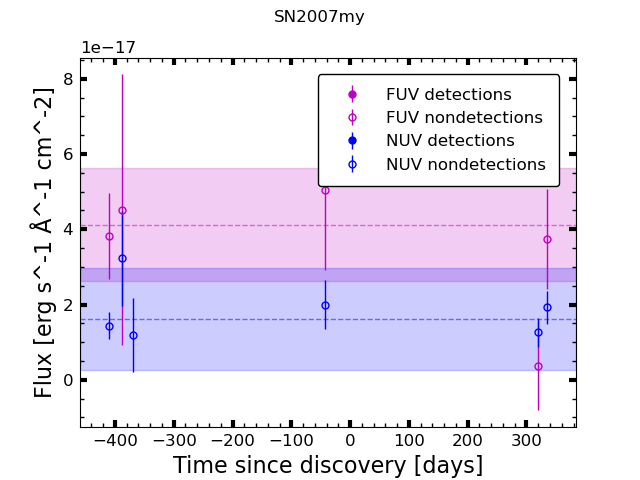 SN2007my
1e−17
FUV detections
FUV nondetections
NUV detections
NUV nondetections
8
6
4
2
0
Flux [erg s^-1 Å^-1 cm^-2]
−400 −300 −200 −100 0 100 200 300
Time since discovery [days]